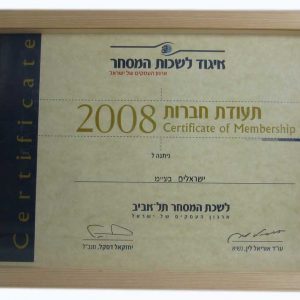 איגוד לשכות המסחר
ארגון העסקים של ישראל
Certificate
תעודת חברות
2008 Certificate of Membership
ניתנה ל
ישראלים בע״מ
לשכת המסחר תל-אביב
ארגון העסקים של ישראל
עו״ד אוריאל לין, נשיא
יחזקאל דסקל, מנכ״ל